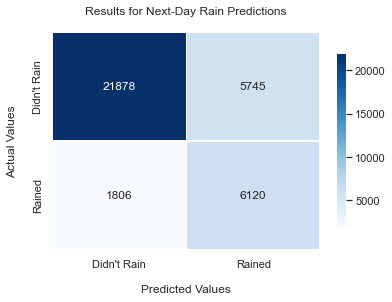 Results for Next-Day Rain Predictions
Actual Values
Didn't Rain
Rained
21878
5745
1806
6120
20000
15000
10000
5000
Didn't Rain
Rained
Predicted Values